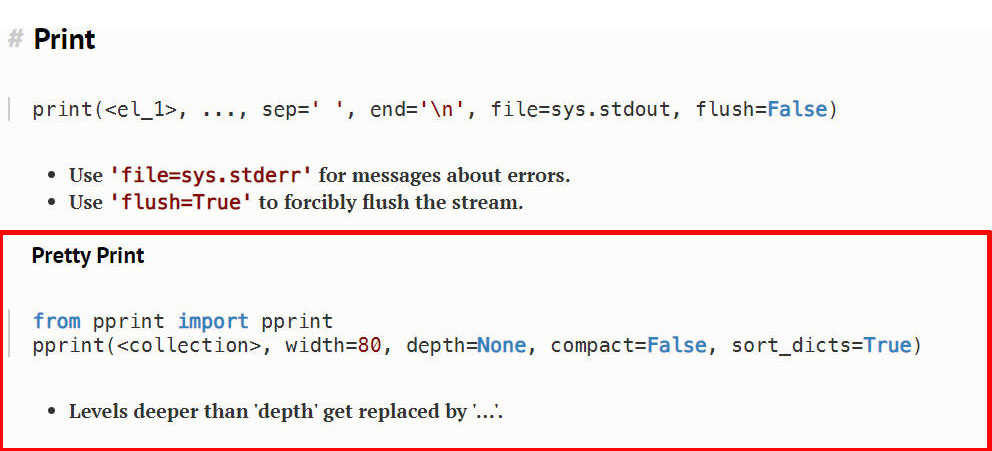 # Print
print(<el_1>, ..., sep=' ', end='\n', file=sys.stdout, flush=False)
• Use 'file=sys.stderr' for messages about errors.
• Use 'flush=True' to forcibly flush the stream.
Pretty Print
from pprint import pprint
pprint(<collection>, width=80, depth=None, compact=False, sort_dicts=True)
• Levels deeper than 'depth' get replaced by '...'.